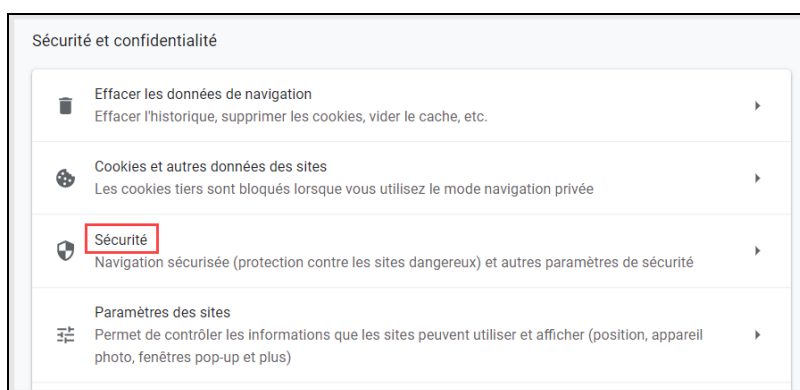 Sécurité et confidentialité
Effacer les données de navigation
Effacer l'historique, supprimer les cookies, vider le cache, etc.
Cookies et autres données des sites
Les cookies tiers sont bloqués lorsque vous utilisez le mode navigation privée
Sécurité
Navigation sécurisée (protection contre les sites dangereux) et autres paramètres de sécurité
Paramètres des sites
Permet de contrôler les informations que les sites peuvent utiliser et afficher (position, appareil
photo, fenêtres pop-up et plus)